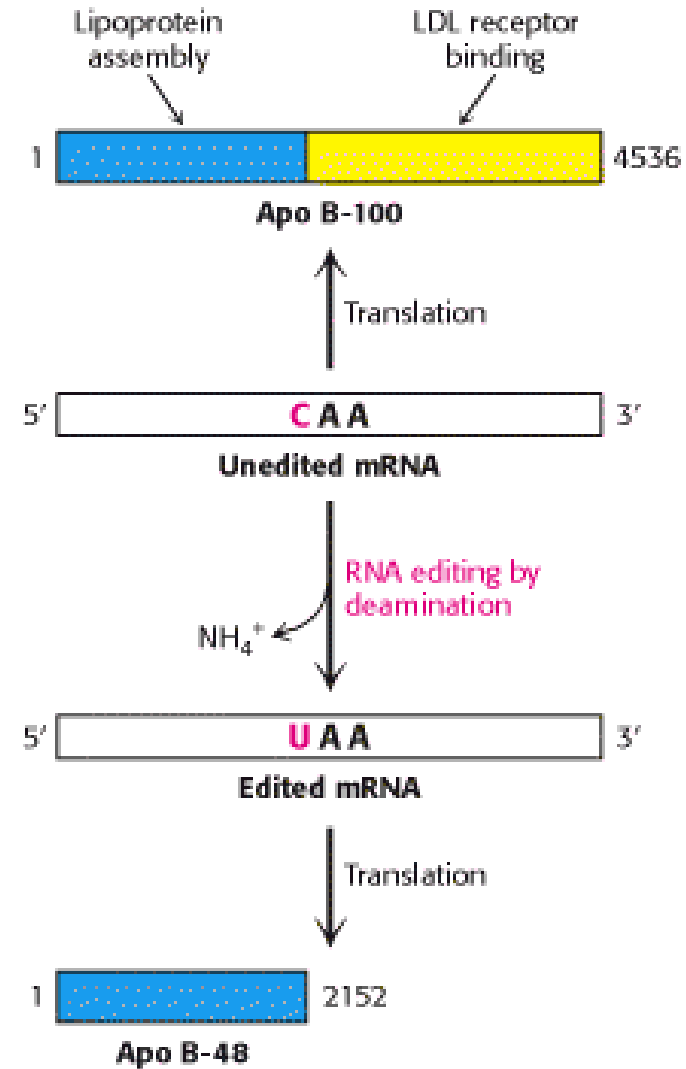 Lipoprotein
assembly
LDL receptor
binding
1
4536
Apo B-100
Translation
5′ CAA 3′
Unedited mRNA
RNA editing by
deamination
NH₄⁺
5′ UAA 3′
Edited mRNA
Translation
1
2152
Apo B-48